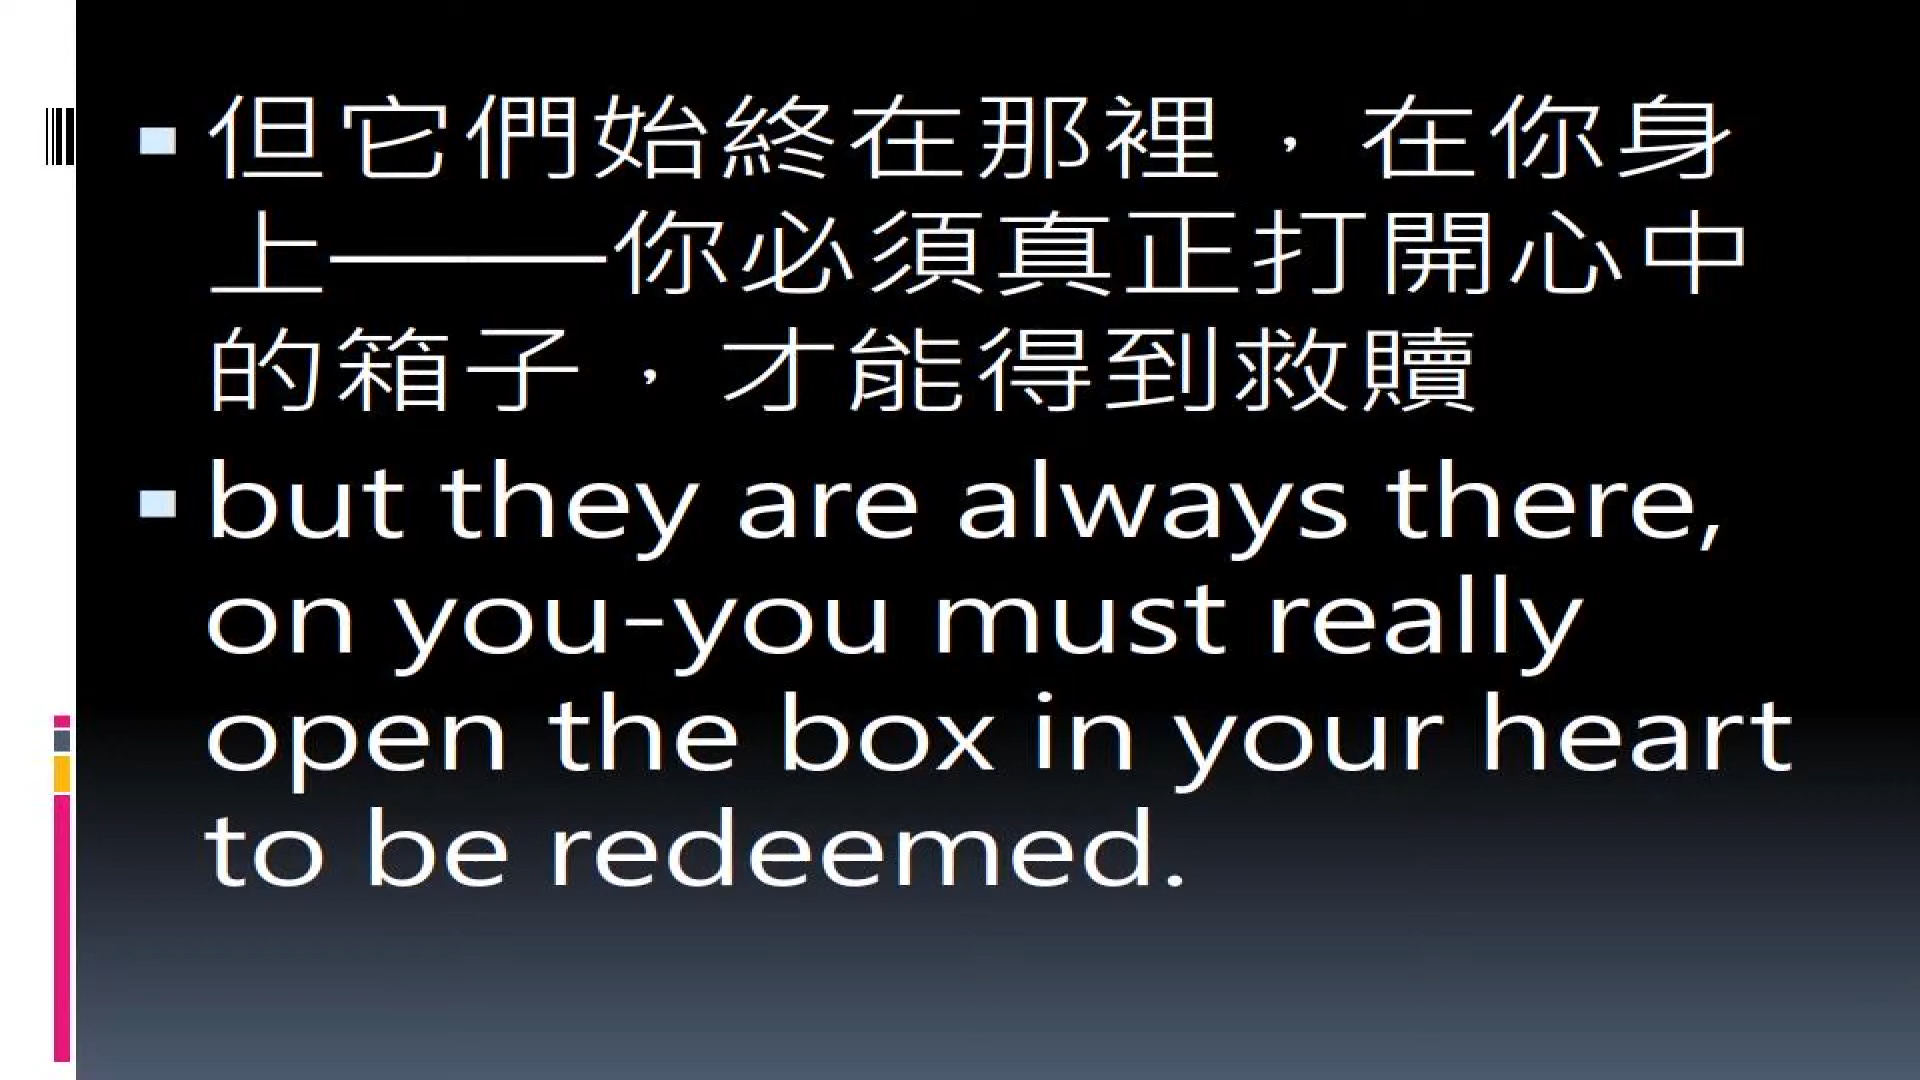 但它們始終在那裡，在你身
上——你必須真正打開心中
的箱子，才能得到救贖
but they are always there,
on you-you must really
open the box in your heart
to be redeemed.